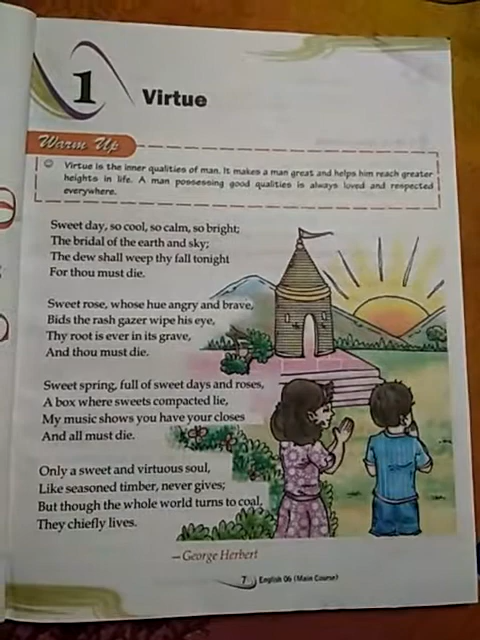 1
Virtue
Warm Up
Virtue is the inner qualities of man. It makes a man great and helps him reach greater
heights in life. A man possessing good qualities is always loved and respected
everywhere.
Sweet day, so cool, so calm, so bright;
The bridal of the earth and sky;
The dew shall weep thy fall tonight
For thou must die.
Sweet rose, whose hue angry and brave,
Bids the rash gazer wipe his eye,
Thy root is ever in its grave,
And thou must die.
Sweet spring, full of sweet days and roses,
A box where sweets compacted lie,
My music shows you have your closes
And all must die.
Only a sweet and virtuous soul,
Like seasoned timber, never gives;
But though the whole world turns to coal,
They chiefly lives.
—George Herbert
7 English 06 (Main Course)